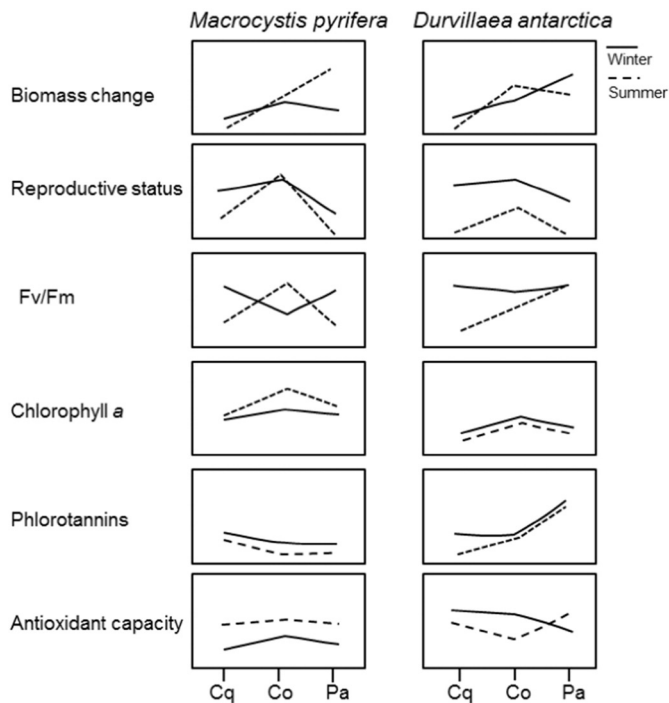 Macrocystis pyrifera Durvillaea antarctica
Winter
Summer
Biomass change
Reproductive status
Fv/Fm
Chlorophyll a
Phlorotannins
Antioxidant capacity
Cq Co Pa Cq Co Pa